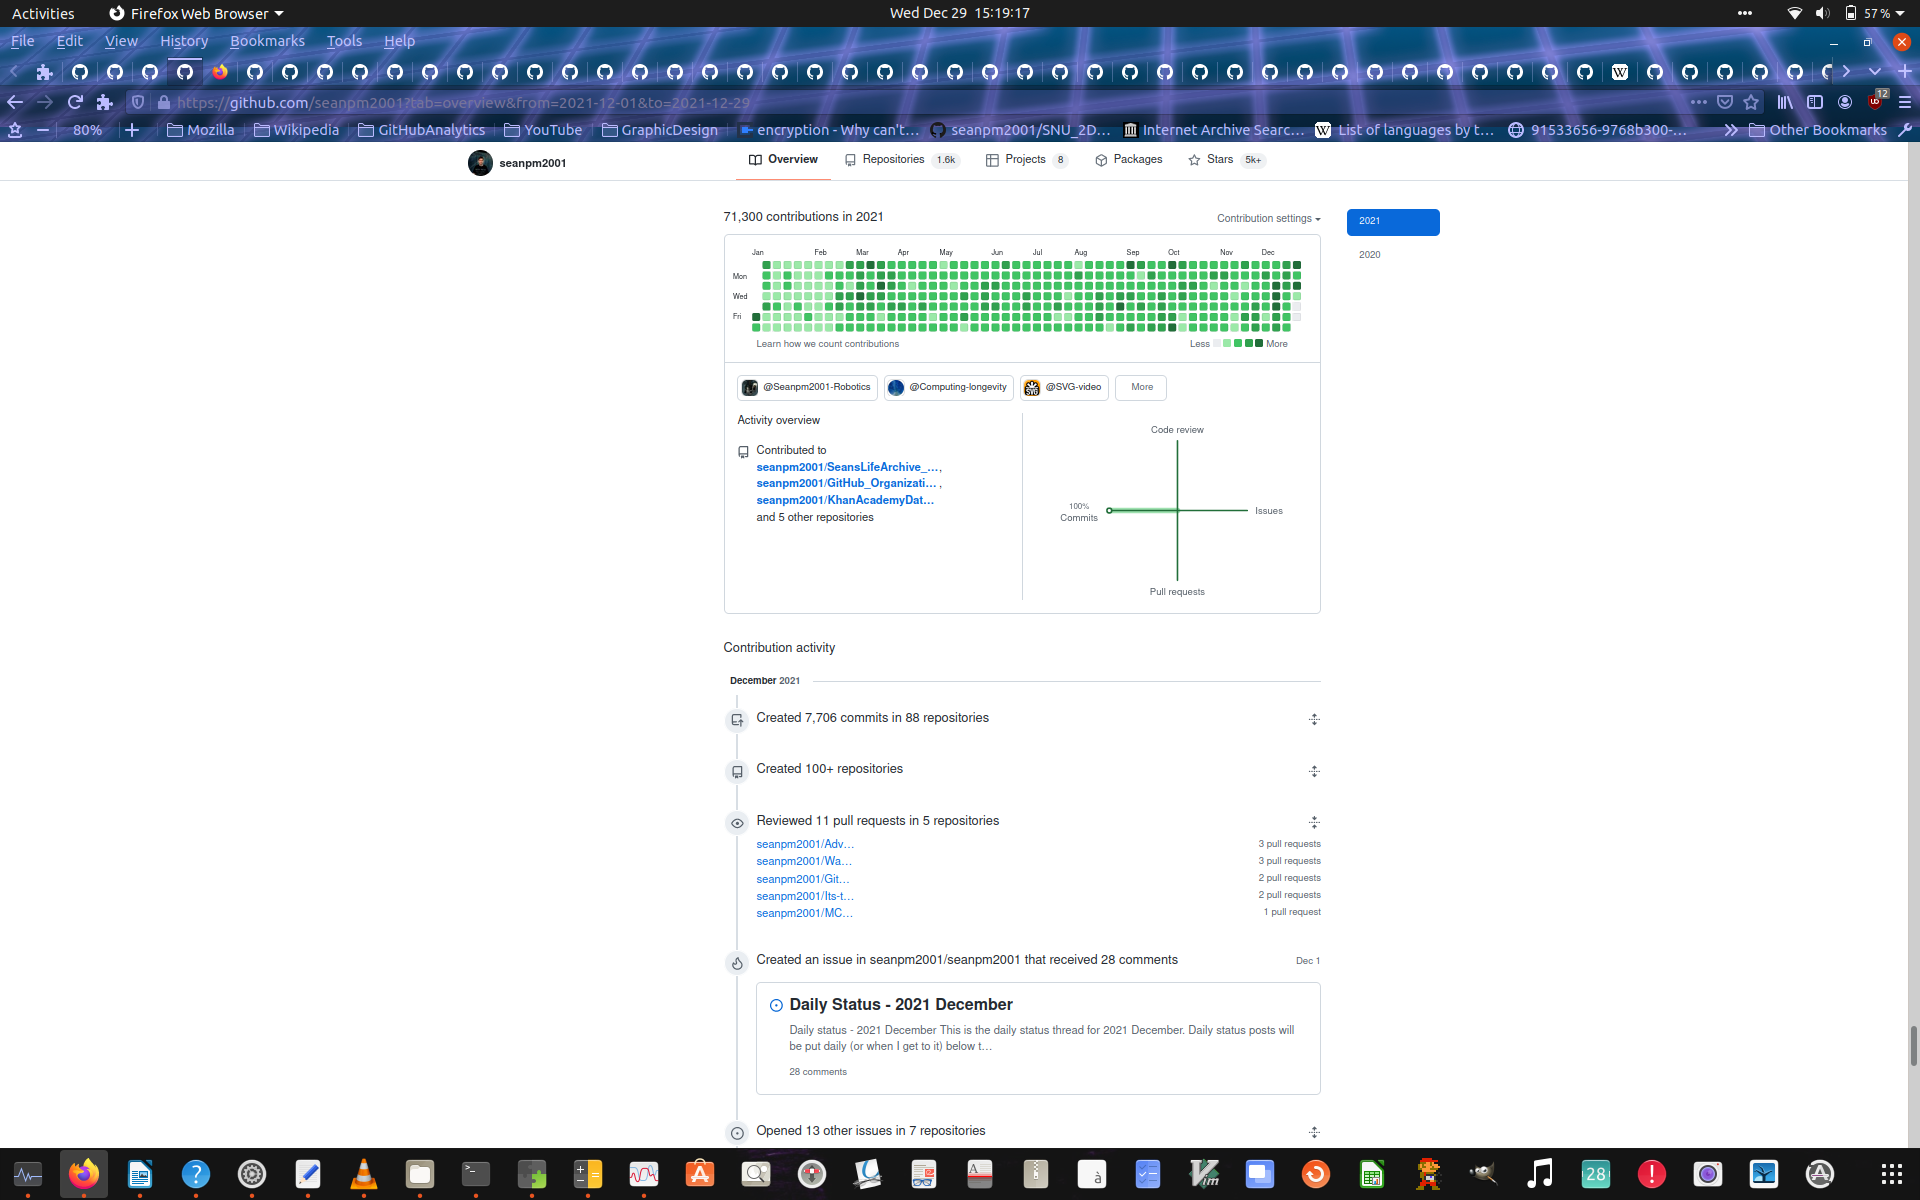 Activities
Firefox Web Browser
Wed Dec 29 15:19:17
57 %
File Edit View History Bookmarks Tools Help
https://github.com/seanpm2001?tab=overview&from=2021-12-01&to=2021-12-29
12
80%
Mozilla
Wikipedia
GitHubAnalytics
YouTube
GraphicDesign
encryption - Why can't...
seanpm2001/SNU_2D...
Internet Archive Searc...
List of languages by t...
91533656-9768b300-...
Other Bookmarks
seanpm2001
Overview
Repositories 1.6k
Projects 8
Packages
Stars 5k+
71,300 contributions in 2021
Contribution settings
2021
2020
Jan Feb Mar Apr May Jun Jul Aug Sep Oct Nov Dec
Mon
Wed
Fri
Learn how we count contributions
Less More
@Seanpm2001-Robotics
@Computing-longevity
@SVG-video
More
Activity overview
Contributed to
seanpm2001/SeansLifeArchive_...,
seanpm2001/GitHub_Organizati... ,
seanpm2001/KhanAcademyDat...
and 5 other repositories
Code review
100%
Commits
Issues
Pull requests
Contribution activity
December 2021
Created 7,706 commits in 88 repositories
Created 100+ repositories
Reviewed 11 pull requests in 5 repositories
seanpm2001/Adv... 3 pull requests
seanpm2001/Wa... 3 pull requests
seanpm2001/Git... 2 pull requests
seanpm2001/Its-t... 2 pull requests
seanpm2001/MC... 1 pull request
Created an issue in seanpm2001/seanpm2001 that received 28 comments
Dec 1
Daily Status - 2021 December
Daily status - 2021 December This is the daily status thread for 2021 December. Daily status posts will
be put daily (or when I get to it) below t...
28 comments
Opened 13 other issues in 7 repositories
28